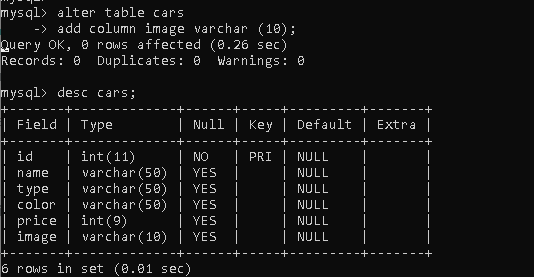 mysql> alter table cars
    -> add column image varchar (10);
Query OK, 0 rows affected (0.26 sec)
Records: 0  Duplicates: 0  Warnings: 0
mysql> desc cars;
+-------+-------------+------+-----+---------+-------+
| Field | Type        | Null | Key | Default | Extra |
+-------+-------------+------+-----+---------+-------+
| id    | int(11)     | NO   | PRI | NULL    |       |
| name  | varchar(50) | YES  |     | NULL    |       |
| type  | varchar(50) | YES  |     | NULL    |       |
| color | varchar(50) | YES  |     | NULL    |       |
| price | int(9)      | YES  |     | NULL    |       |
| image | varchar(10) | YES  |     | NULL    |       |
+-------+-------------+------+-----+---------+-------+
6 rows in set (0.01 sec)